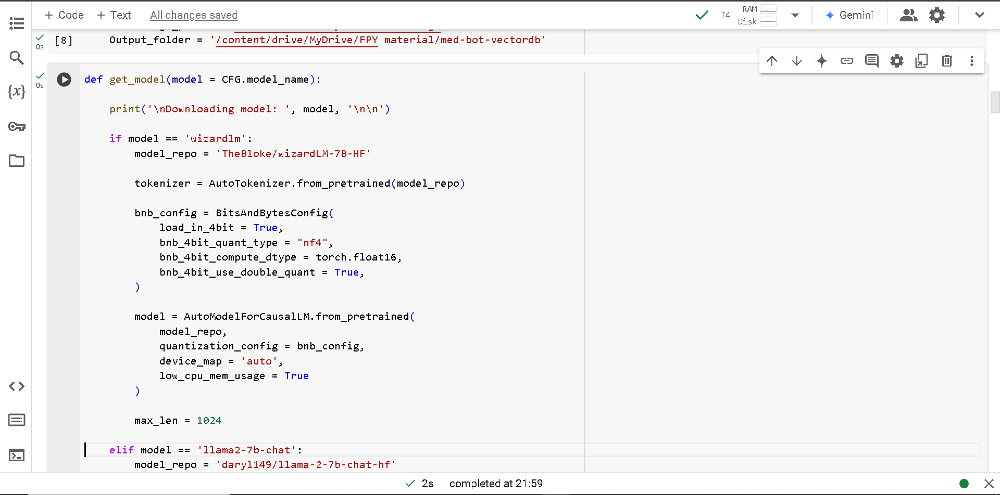 + Code + Text All changes saved
T4 RAM Disk Gemini
0s [8] Output_folder = '/content/drive/MyDrive/FPY material/med-bot-vectordb'
0s
def get_model(model = CFG.model_name):
print('\nDownloading model: ', model, '\n\n')
if model == 'wizardlm':
model_repo = 'TheBloke/wizardLM-7B-HF'
tokenizer = AutoTokenizer.from_pretrained(model_repo)
bnb_config = BitsAndBytesConfig(
load_in_4bit = True,
bnb_4bit_quant_type = "nf4",
bnb_4bit_compute_dtype = torch.float16,
bnb_4bit_use_double_quant = True,
)
model = AutoModelForCausalLM.from_pretrained(
model_repo,
quantization_config = bnb_config,
device_map = 'auto',
low_cpu_mem_usage = True
)
max_len = 1024
elif model == 'llama2-7b-chat':
model_repo = 'daryl149/llama-2-7b-chat-hf'
2s completed at 21:59